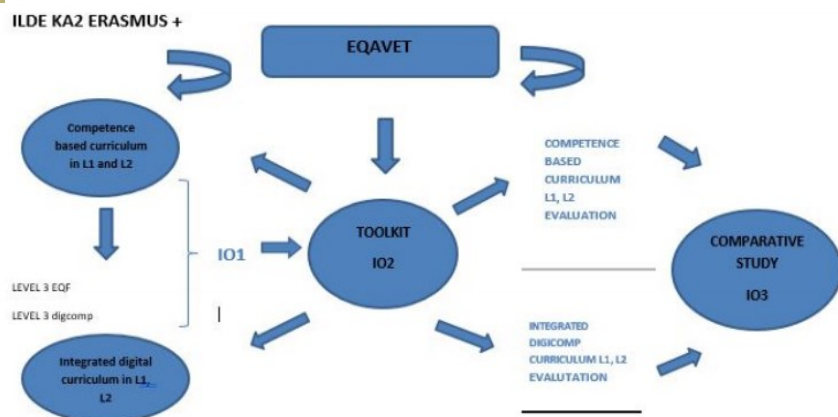 ILDE KA2 ERASMUS +
EQAVET
Competence
based curriculum
in L1 and L2
COMPETENCE
BASED
CURRICULUM
L1, L2
EVALUATION
TOOLKIT
IO2
IO1
COMPARATIVE
STUDY
IO3
LEVEL 3 EQF
LEVEL 3 digcomp
INTEGRATED
DIGICOMP
CURRICULUM L1, L2
EVALUTATION
Integrated digital
curriculum in L1,
L2